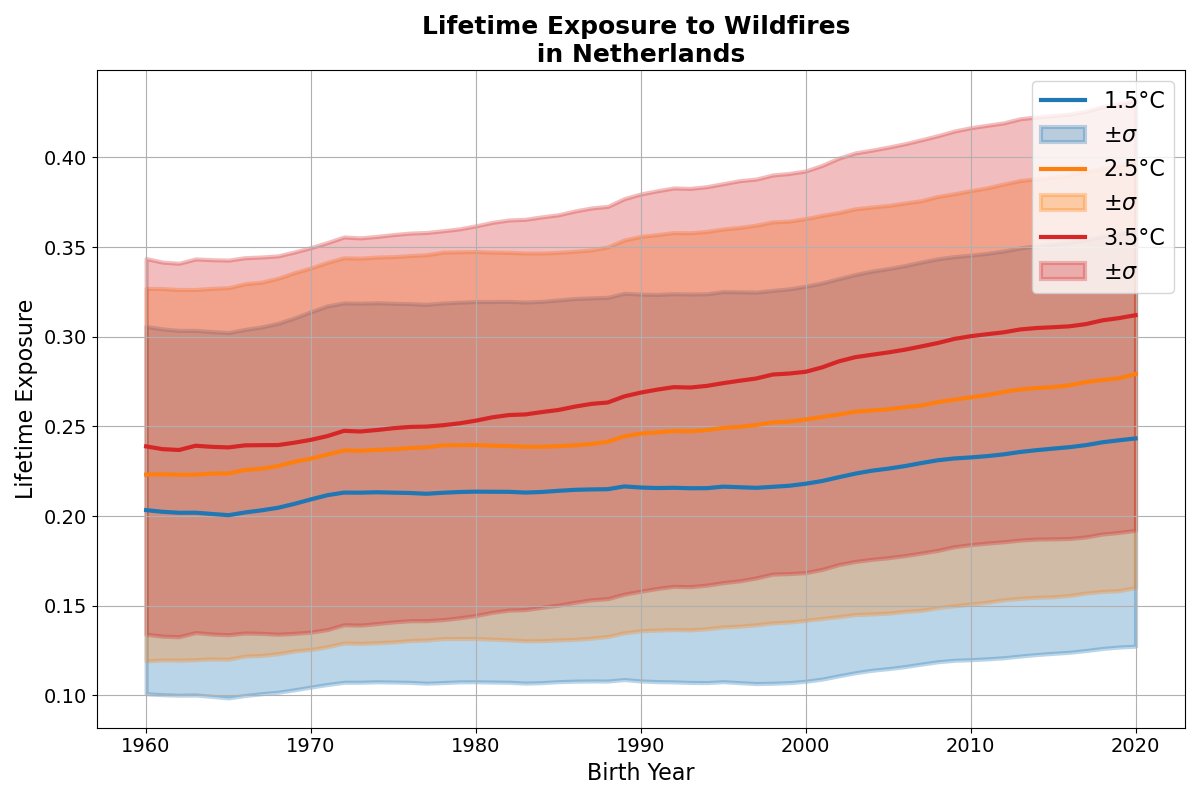 Lifetime Exposure to Wildfires
in Netherlands
1.5°C
±σ
2.5°C
±σ
3.5°C
±σ
Lifetime Exposure
0.40
0.35
0.30
0.25
0.20
0.15
0.10
1960 1970 1980 1990 2000 2010 2020
Birth Year